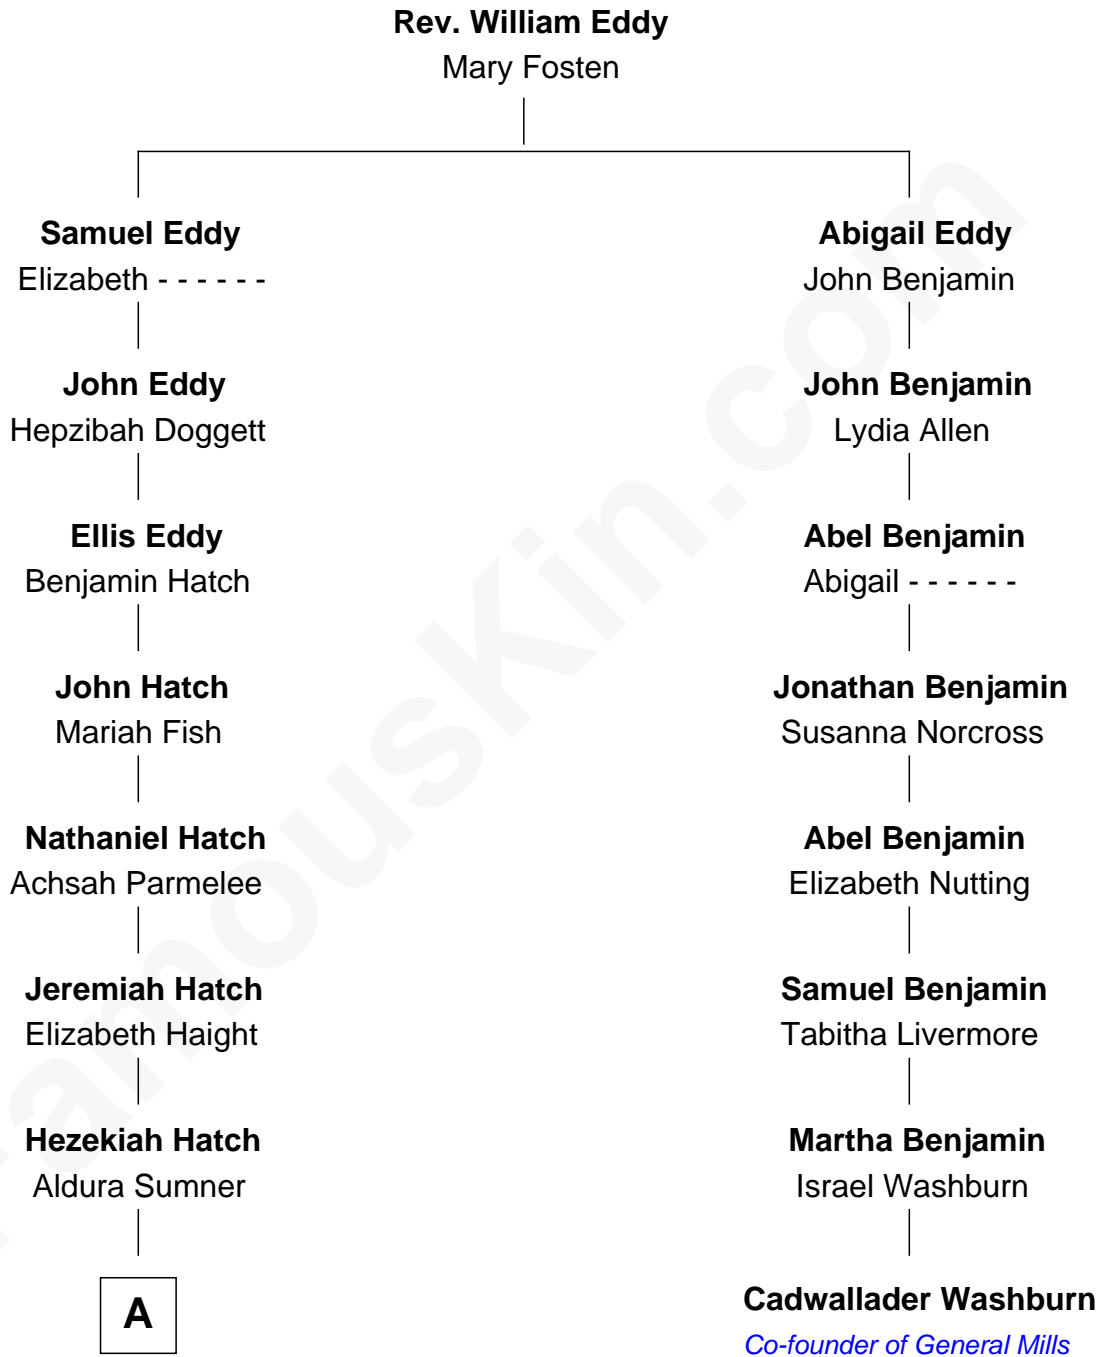 Rev. William Eddy
Mary Fosten
Samuel Eddy
Elizabeth - - - - - -
Abigail Eddy
John Benjamin
John Eddy
Hepzibah Doggett
John Benjamin
Lydia Allen
Ellis Eddy
Benjamin Hatch
Abel Benjamin
Abigail - - - - - -
John Hatch
Mariah Fish
Jonathan Benjamin
Susanna Norcross
Nathaniel Hatch
Achsah Parmelee
Abel Benjamin
Elizabeth Nutting
Jeremiah Hatch
Elizabeth Haight
Samuel Benjamin
Tabitha Livermore
Hezekiah Hatch
Aldura Sumner
Martha Benjamin
Israel Washburn
A
Cadwallader Washburn
Co-founder of General Mills
FamousKin.com